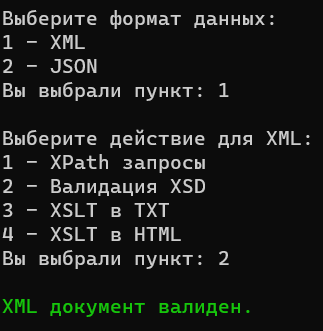 Выберите формат данных:
1 – XML
2 – JSON
Вы выбрали пункт: 1
Выберите действие для XML:
1 – XPath запросы
2 – Валидация XSD
3 – XSLT в TXT
4 – XSLT в HTML
Вы выбрали пункт: 2
XML документ валиден.